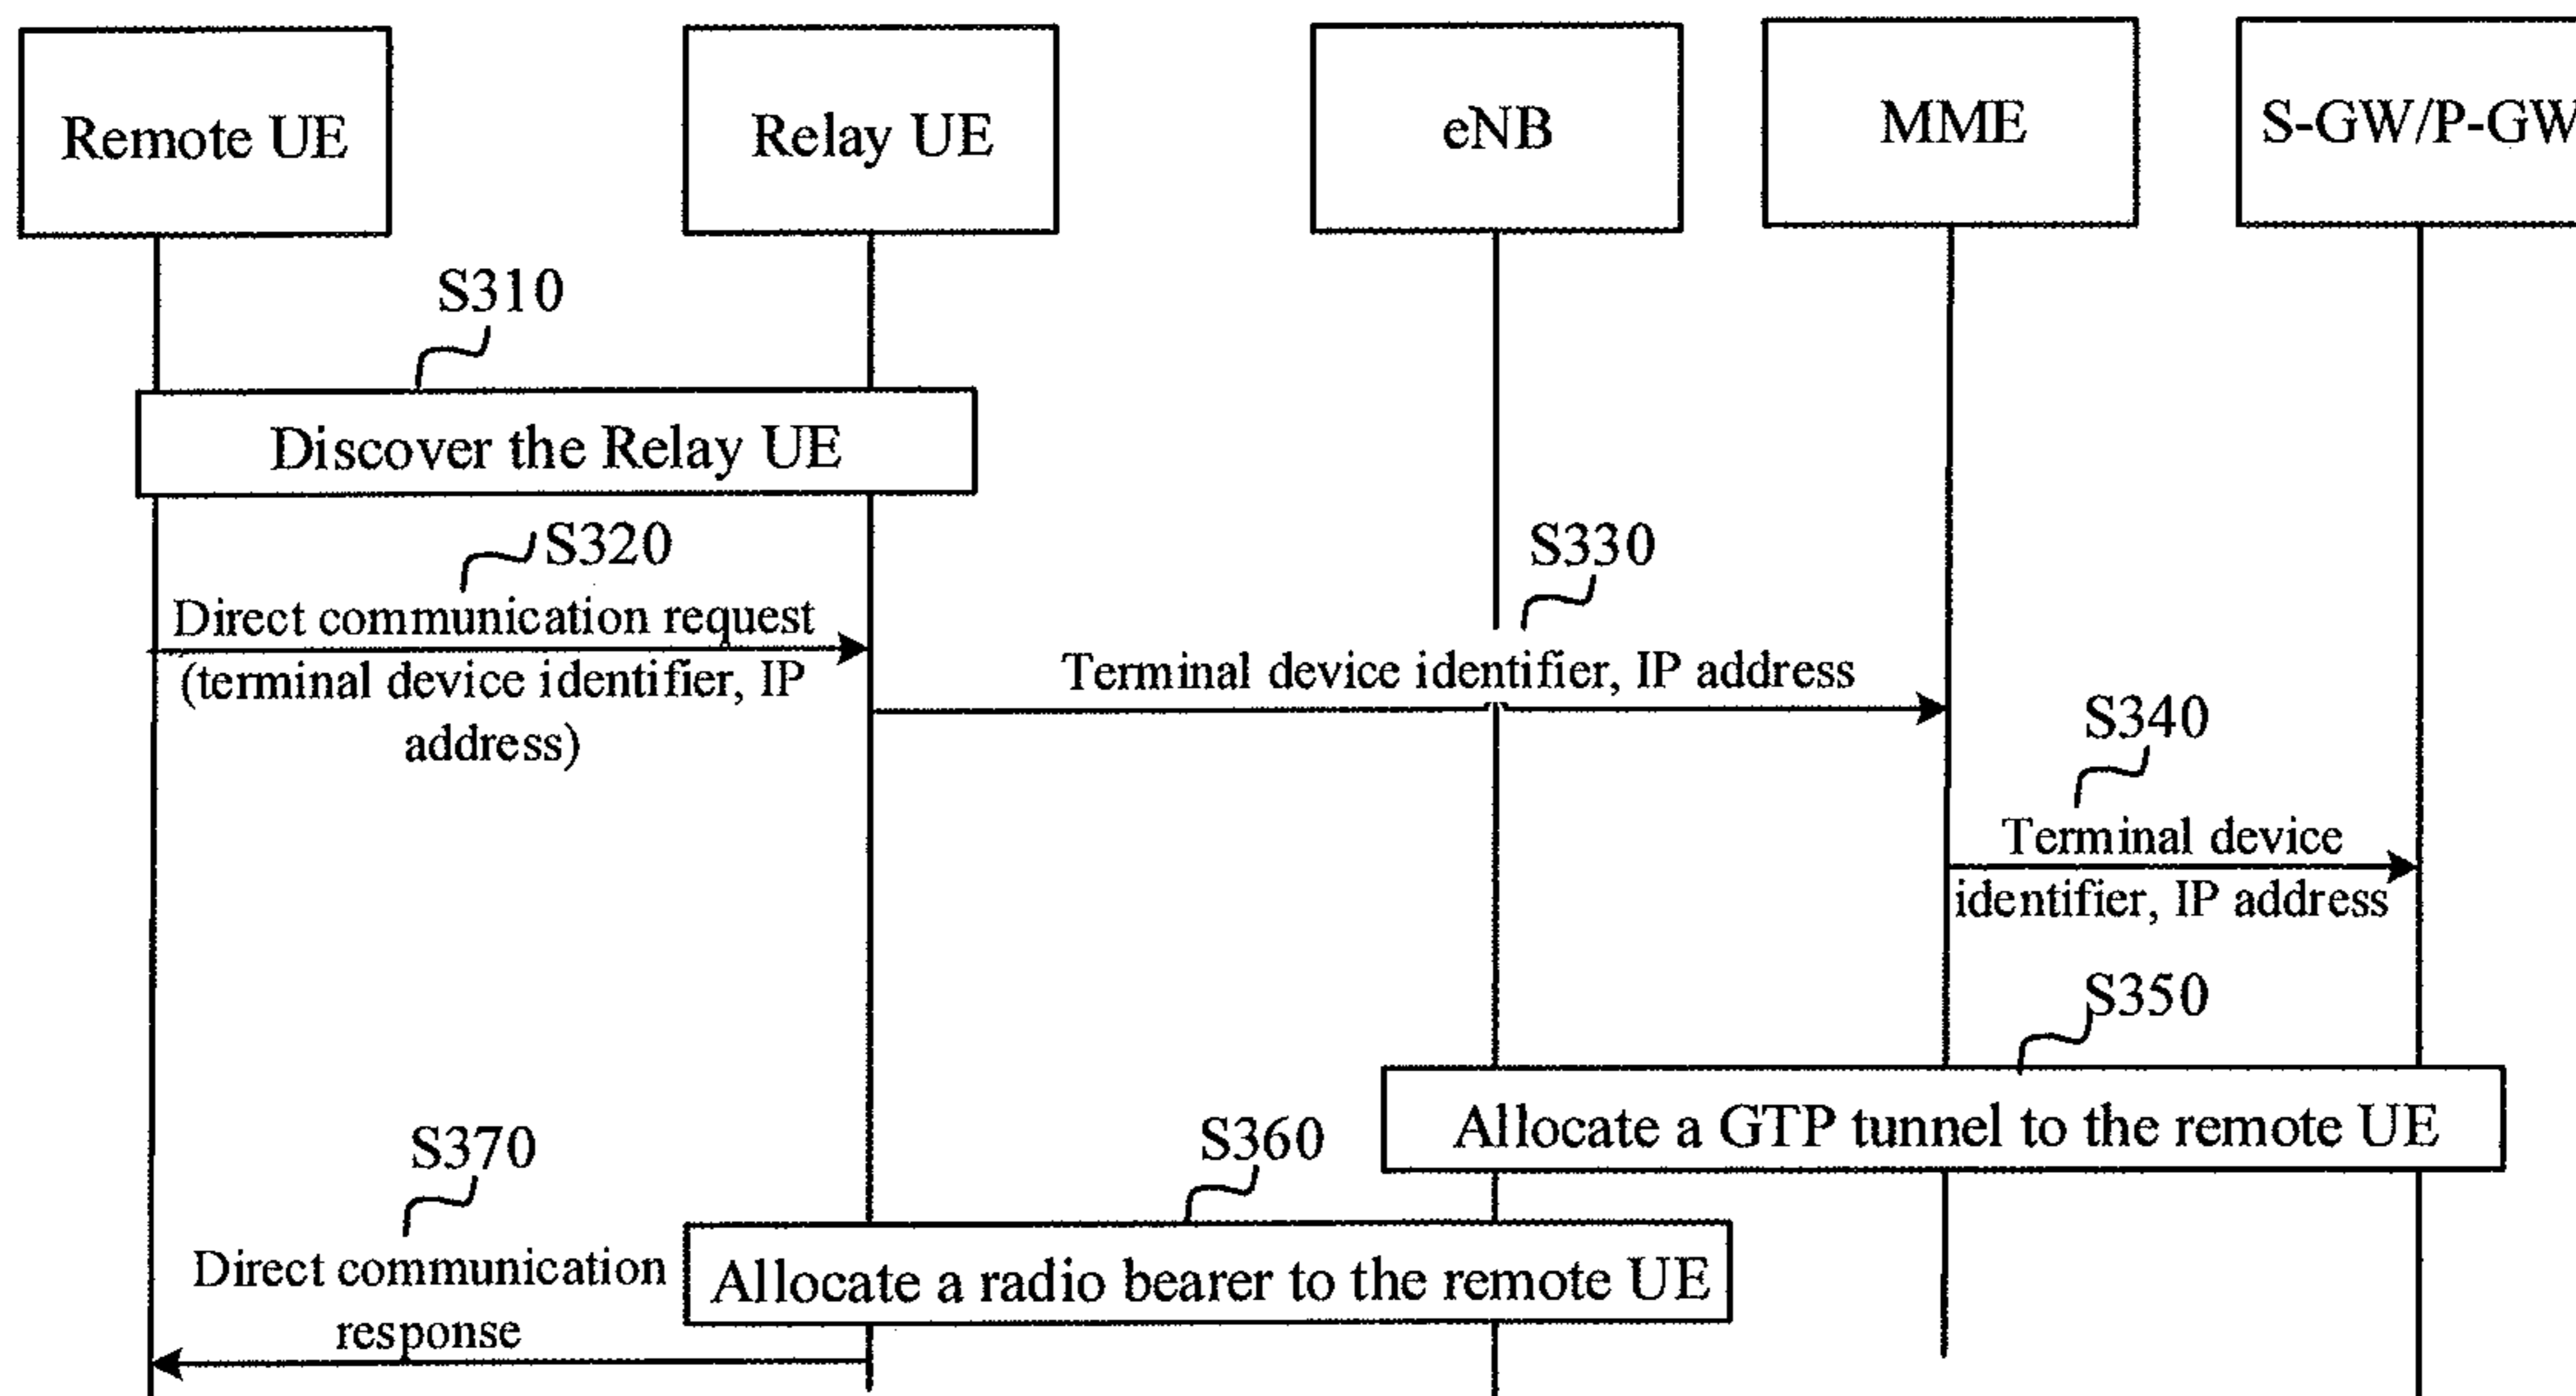 Remote UE
Relay UE
eNB
MME
S-GW/P-GW
S310
Discover the Relay UE
S320
Direct communication request
(terminal device identifier, IP
address)
S330
Terminal device identifier, IP address
S340
Terminal device
identifier, IP address
S350
Allocate a GTP tunnel to the remote UE
S360
Allocate a radio bearer to the remote UE
S370
Direct communication
response